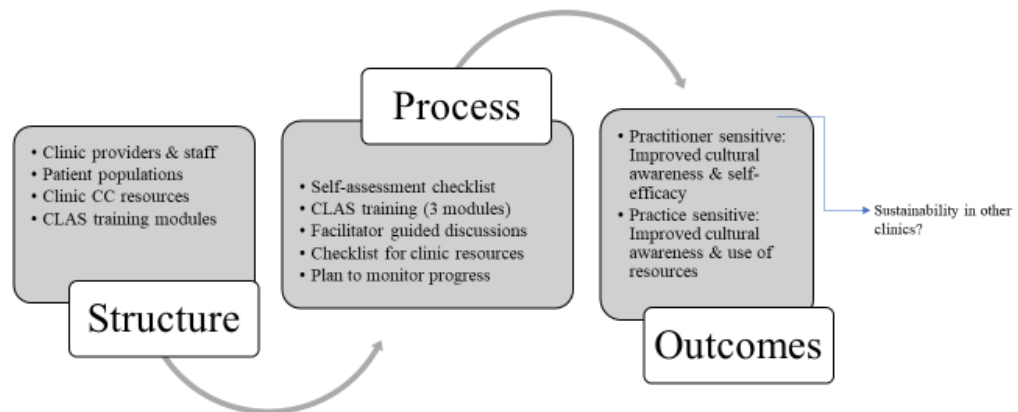 • Clinic providers & staff
• Patient populations
• Clinic CC resources
• CLAS training modules
Structure
Process
• Self-assessment checklist
• CLAS training (3 modules)
• Facilitator guided discussions
• Checklist for clinic resources
• Plan to monitor progress
• Practitioner sensitive:
Improved cultural
awareness & self-
efficacy
• Practice sensitive:
Improved cultural
awareness & use of
resources
Outcomes
Sustainability in other
clinics?